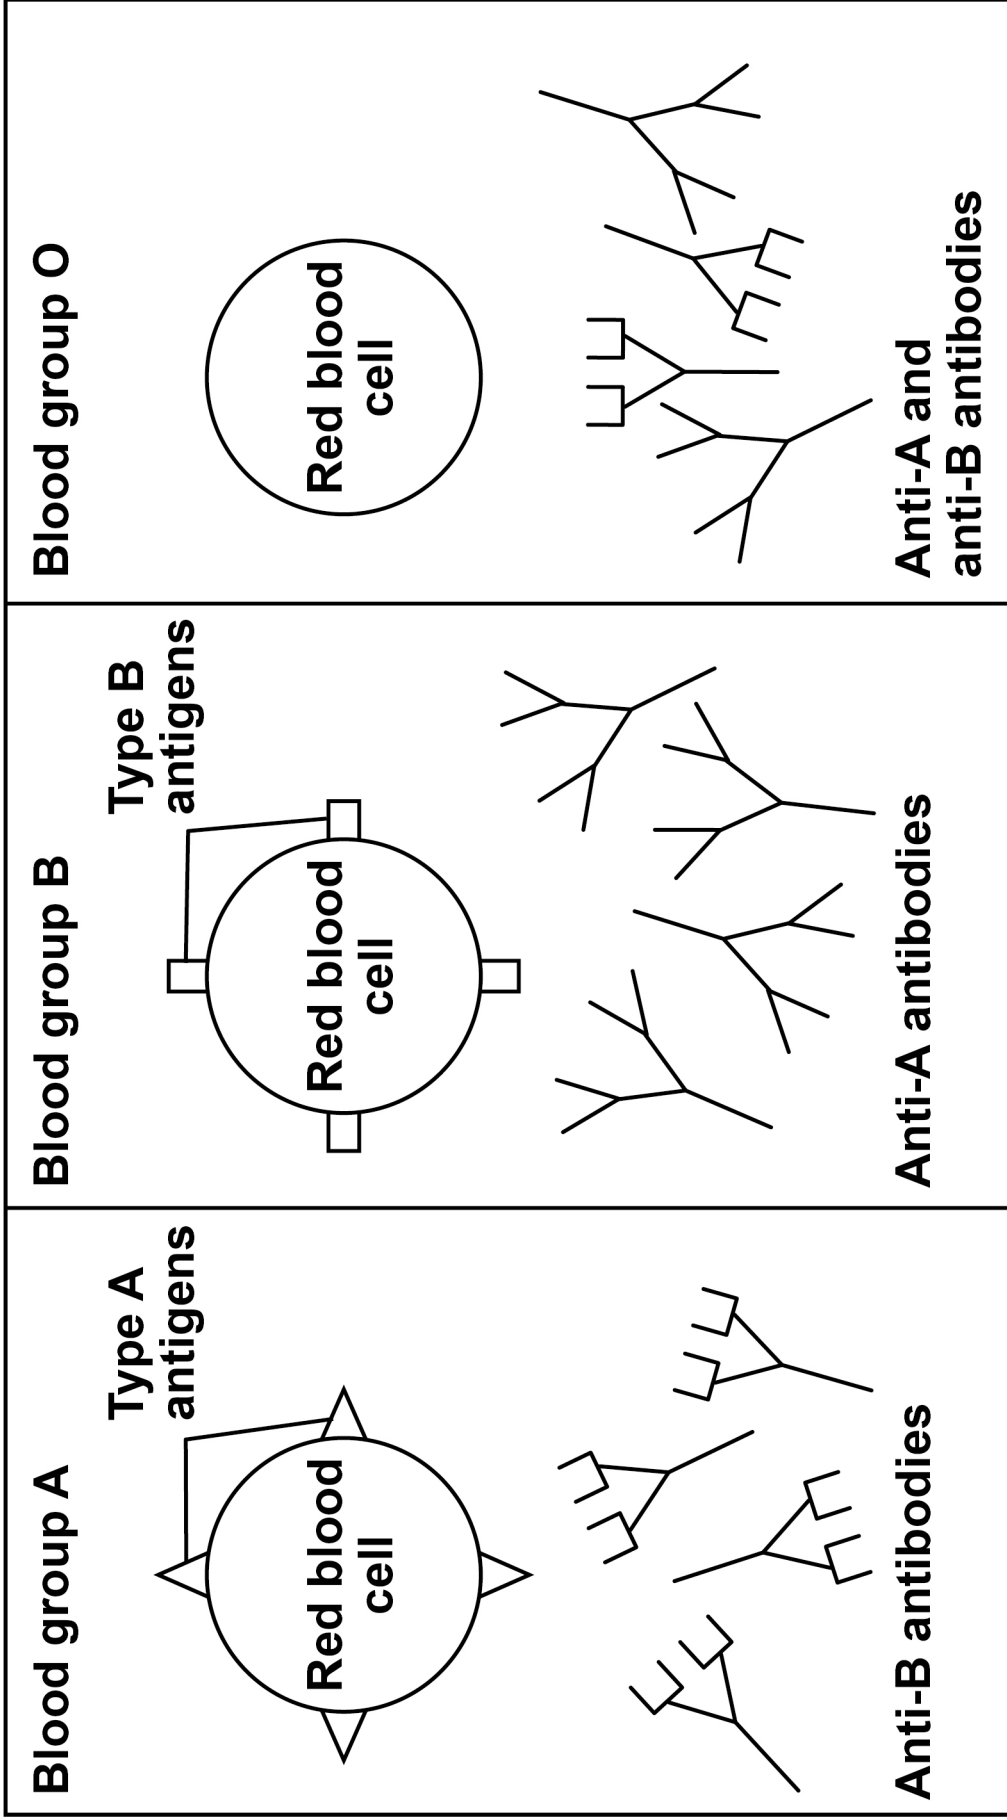 Blood group A
Type A
antigens
Red blood
cell
Anti-B antibodies
Blood group B
Type B
antigens
Red blood
cell
Anti-A antibodies
Blood group O
Red blood
cell
Anti-A and
anti-B antibodies